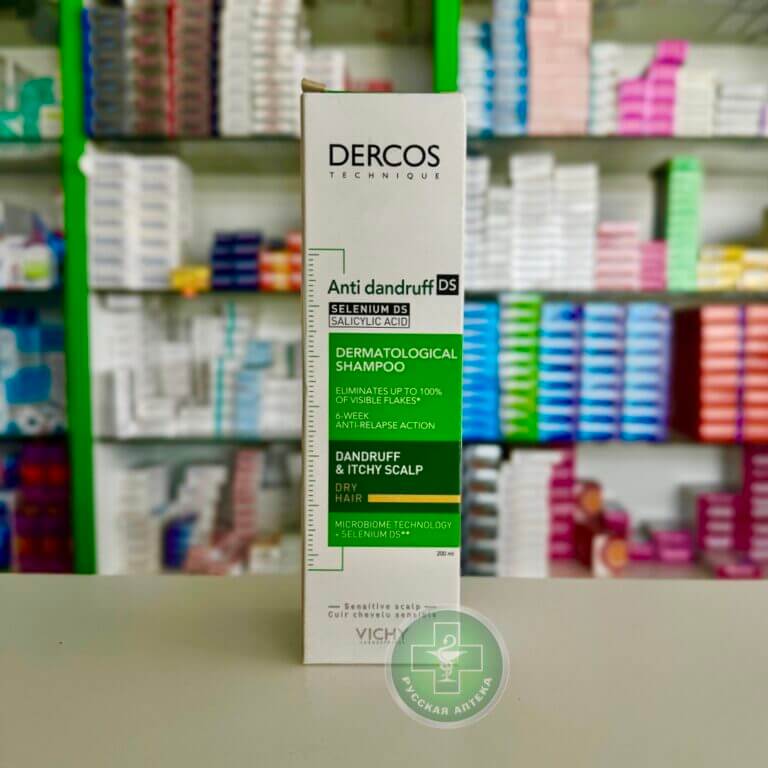 DERCOS
TECHNIQUE
Anti dandruff DS
SELENIUM DS
SALICYLIC ACID
DERMATOLOGICAL
SHAMPOO
ELIMINATES UP TO 100%
OF VISIBLE FLAKES*
6-WEEK
ANTI-RELAPSE ACTION
DANDRUFF
& ITCHY SCALP
DRY
HAIR
MICROBIOME TECHNOLOGY
+ SELENIUM DS**
200 ml
Sensitive scalp
Cuir chevelu sensible
VICHY
LABORATOIRES
РУССКАЯ АПТЕКА